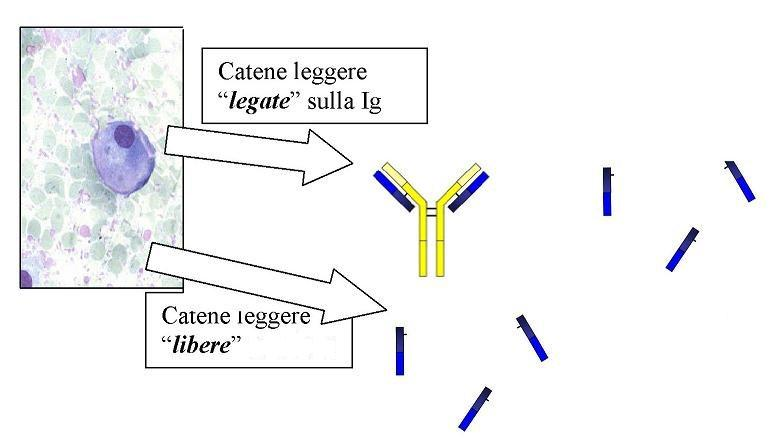 Catene leggere
“legate” sulla Ig
Catene leggere
“libere”